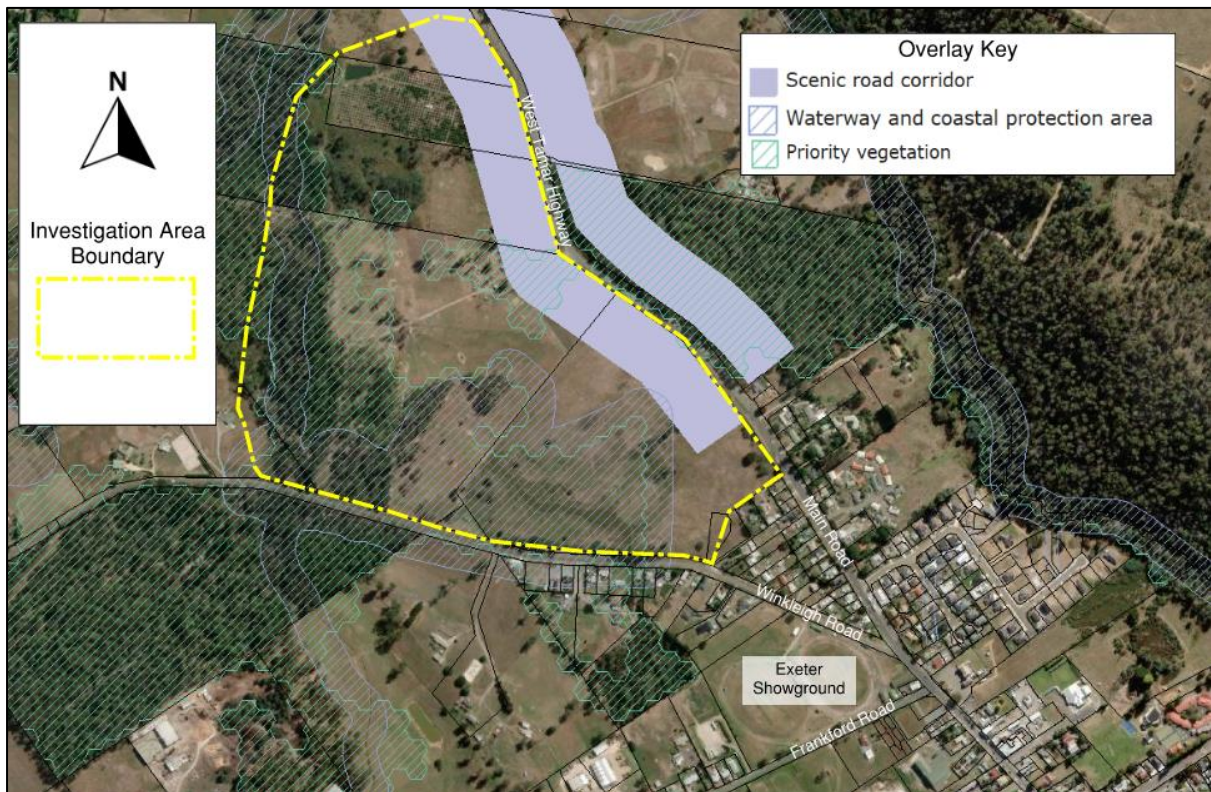 N
Investigation Area
Boundary
Overlay Key
Scenic road corridor
Waterway and coastal protection area
Priority vegetation
West Tamar Highway
Main Road
Winkleigh Road
Exeter
Showground
Frankford Road